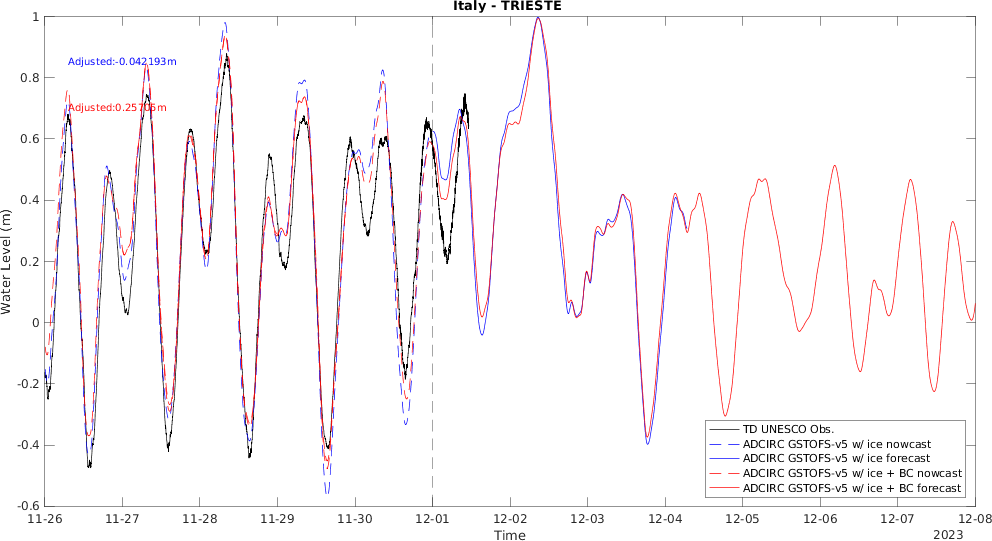 Italy - TRIESTE
Water Level (m)
1
0.8
0.6
0.4
0.2
0
-0.2
-0.4
-0.6
Adjusted:-0.042193m
TD UNESCO Obs.
ADCIRC GSTOFS-v5 w/ ice nowcast
ADCIRC GSTOFS-v5 w/ ice forecast
ADCIRC GSTOFS-v5 w/ ice + BC nowcast
ADCIRC GSTOFS-v5 w/ ice + BC forecast
11-26 11-27 11-28 11-29 11-30 12-01 12-02 12-03 12-04 12-05 12-06 12-07 12-08
Time
2023